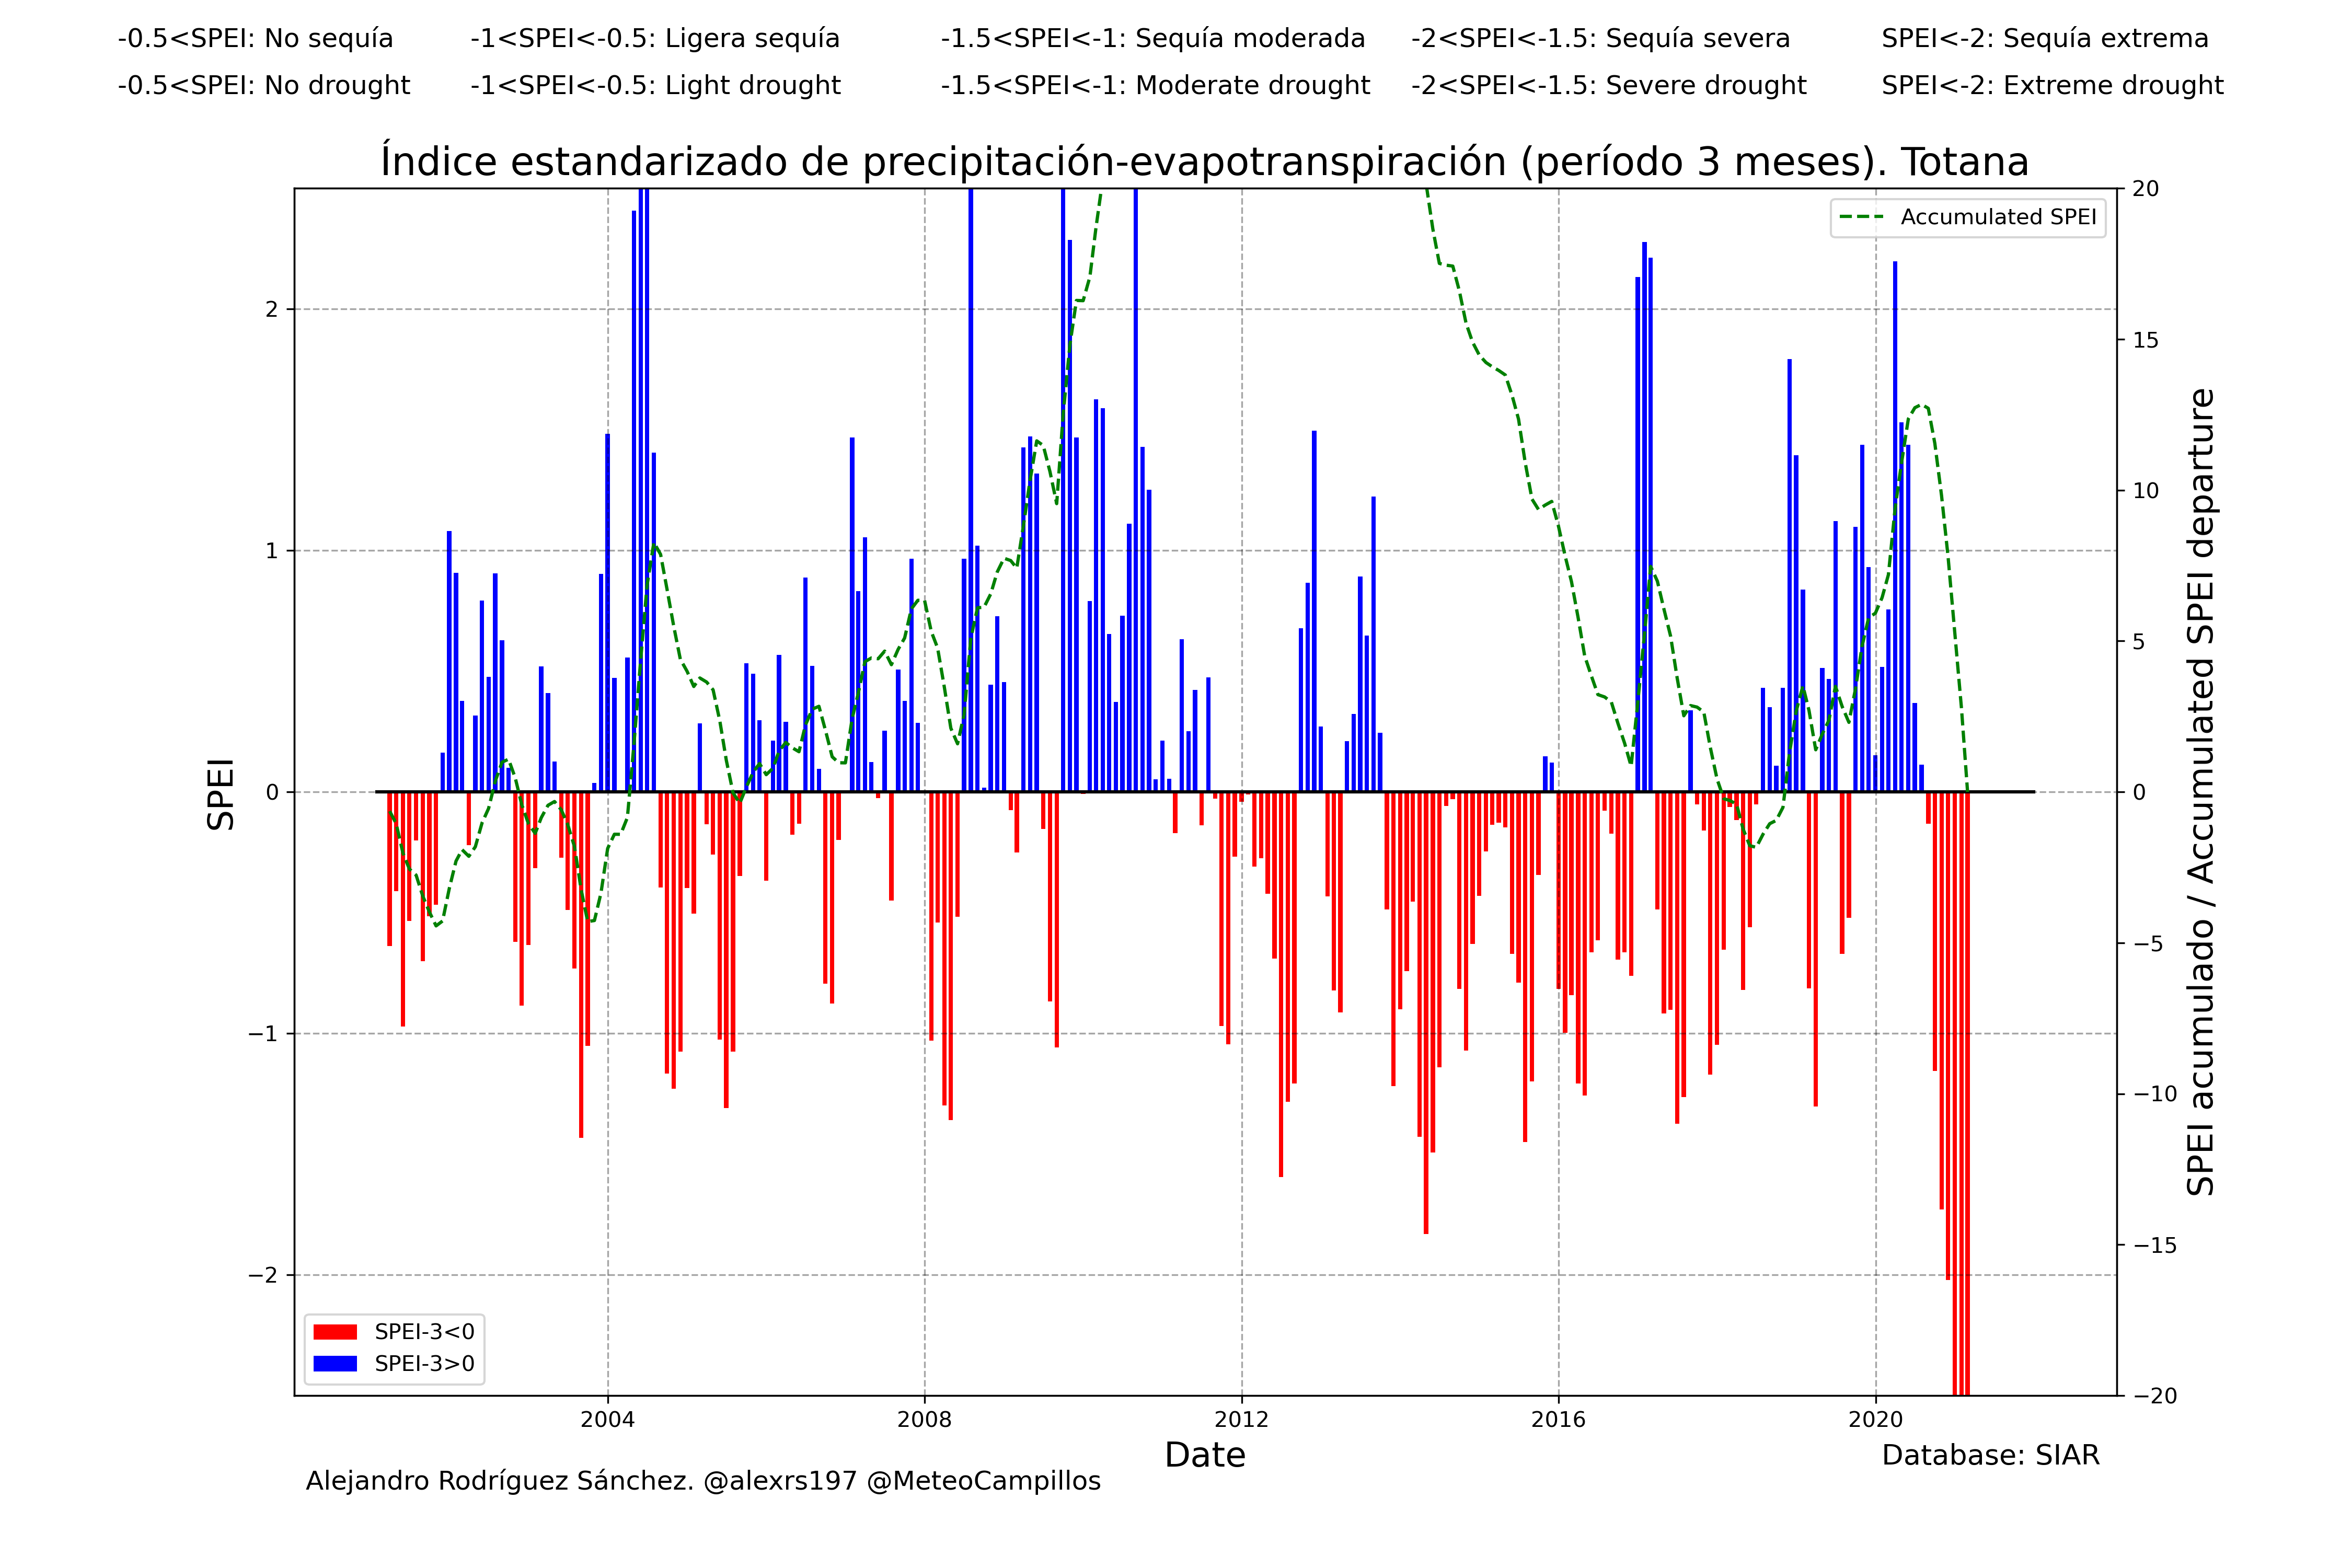 -0.5<SPEI: No sequía -1<SPEI<-0.5: Ligera sequía -1.5<SPEI<-1: Sequía moderada -2<SPEI<-1.5: Sequía severa SPEI<-2: Sequía extrema
-0.5<SPEI: No drought -1<SPEI<-0.5: Light drought -1.5<SPEI<-1: Moderate drought -2<SPEI<-1.5: Severe drought SPEI<-2: Extreme drought
Índice estandarizado de precipitación-evapotranspiración (período 3 meses). Totana
Accumulated SPEI
SPEI
2
1
0
−1
−2
20
15
10
5
0
−5
−10
−15
−20
SPEI acumulado / Accumulated SPEI departure
SPEI-3<0
SPEI-3>0
2004 2008 2012 2016 2020
Date
Database: SIAR
Alejandro Rodríguez Sánchez. @alexrs197 @MeteoCampillos